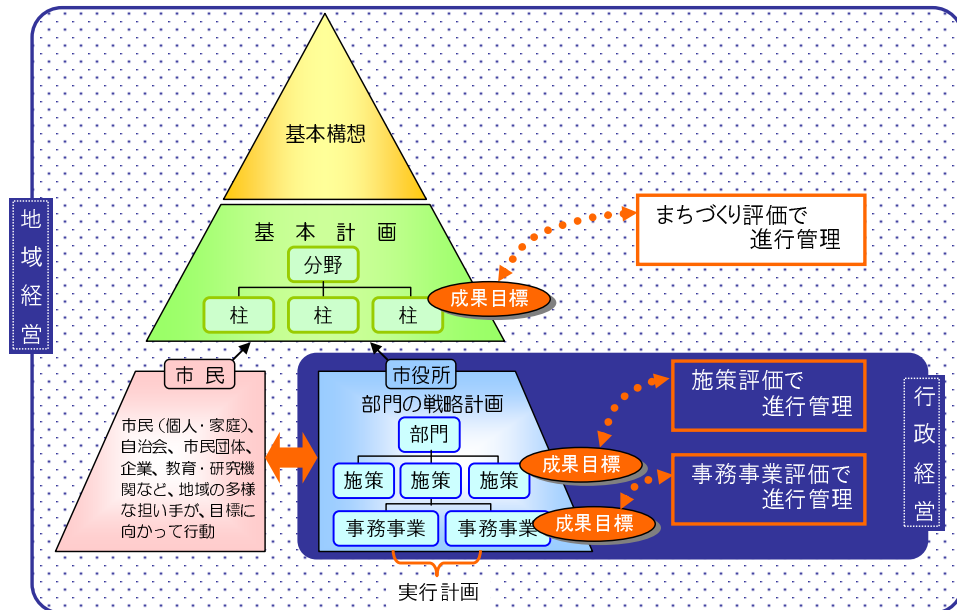 基本構想
地域経営
基 本 計 画
分野
柱
柱
柱
成果目標
まちづくり評価で
進行管理
市 民
市民（個人・家庭）、
自治会、市民団体、
企業、教育・研究機
関など、地域の多様
な担い手が、目標に
向かって行動
市役所
部門の戦略計画
部門
施策
施策
施策
成果目標
施策評価で
進行管理
事務事業
事務事業
成果目標
事務事業評価で
進行管理
行政経営
実行計画